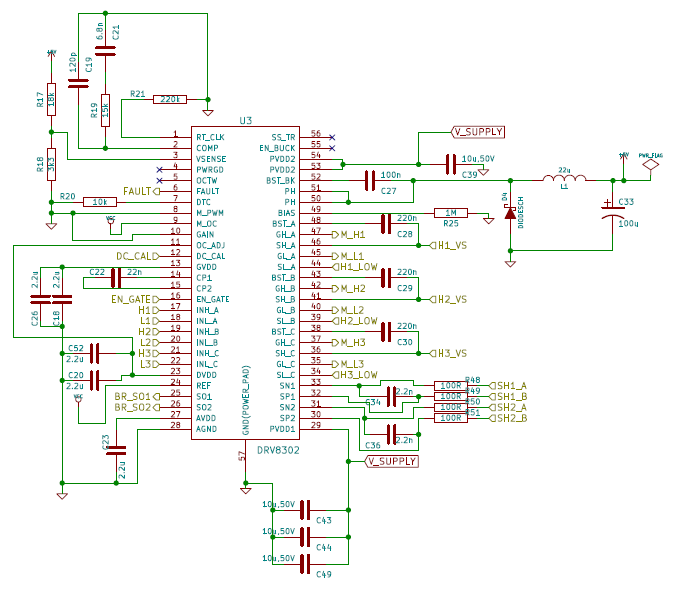 6.8n
C21
120p
C19
+5V
R17
18k
R19
15k
R21
220k
R18
3k3
R20
10k
VCC
FAULT
DC_CAL
2.2u
2.2u
C26
C18
C22
22n
EN_GATE
H1
L1
H2
L2
H3
L3
C52
2.2u
C20
2.2u
VCC
BR_SO1
BR_SO2
C23
2.2u
U3
1 RT_CLK SS_TR 56
2 COMP EN_BUCK 55
3 VSENSE PVDD2 54
4 PWRGD PVDD2 53
5 OCTW BST_BK 52
6 FAULT PH 51
7 DTC PH 50
8 M_PWM BIAS 49
9 M_OC BST_A 48
10 GAIN GH_A 47
11 OC_ADJ SH_A 46
12 DC_CAL GL_A 45
13 GVDD SL_A 44
14 CP1 BST_B 43
15 CP2 GH_B 42
16 EN_GATE SH_B 41
17 INH_A GL_B 40
18 INL_A SL_B 39
19 INH_B BST_C 38
20 INL_B GH_C 37
21 INH_C SH_C 36
22 INL_C GL_C 35
23 DVDD SL_C 34
24 REF SN1 33
25 SO1 SP1 32
26 SO2 SN2 31
27 AVDD SP2 30
28 AGND PVDD1 29
GND(POWER_PAD)
57
DRV8302
V_SUPPLY
10u,50V
C39
100n
C27
22u
L1
PWR_FLAG
D4
DIODESCH
C33
100u
1M
R25
220n
C28
M_H1
H1_VS
M_L1
H1_LOW
220n
C29
M_H2
H2_VS
M_L2
H2_LOW
220n
C30
M_H3
H3_VS
M_L3
H3_LOW
C34
2.2n
C36
2.2n
R48
100R
SH1_A
R49
100R
SH1_B
R50
100R
SH2_A
R51
100R
SH2_B
V_SUPPLY
10u,50V
C43
10u,50V
C44
10u,50V
C49